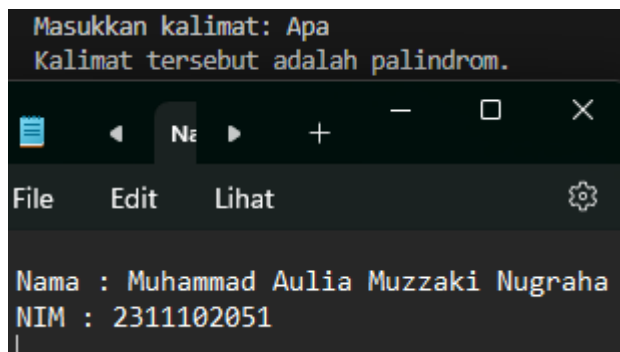 Masukkan kalimat: Apa
Kalimat tersebut adalah palindrom.
Na
File Edit Lihat
Nama : Muhammad Aulia Muzzaki Nugraha
NIM : 2311102051